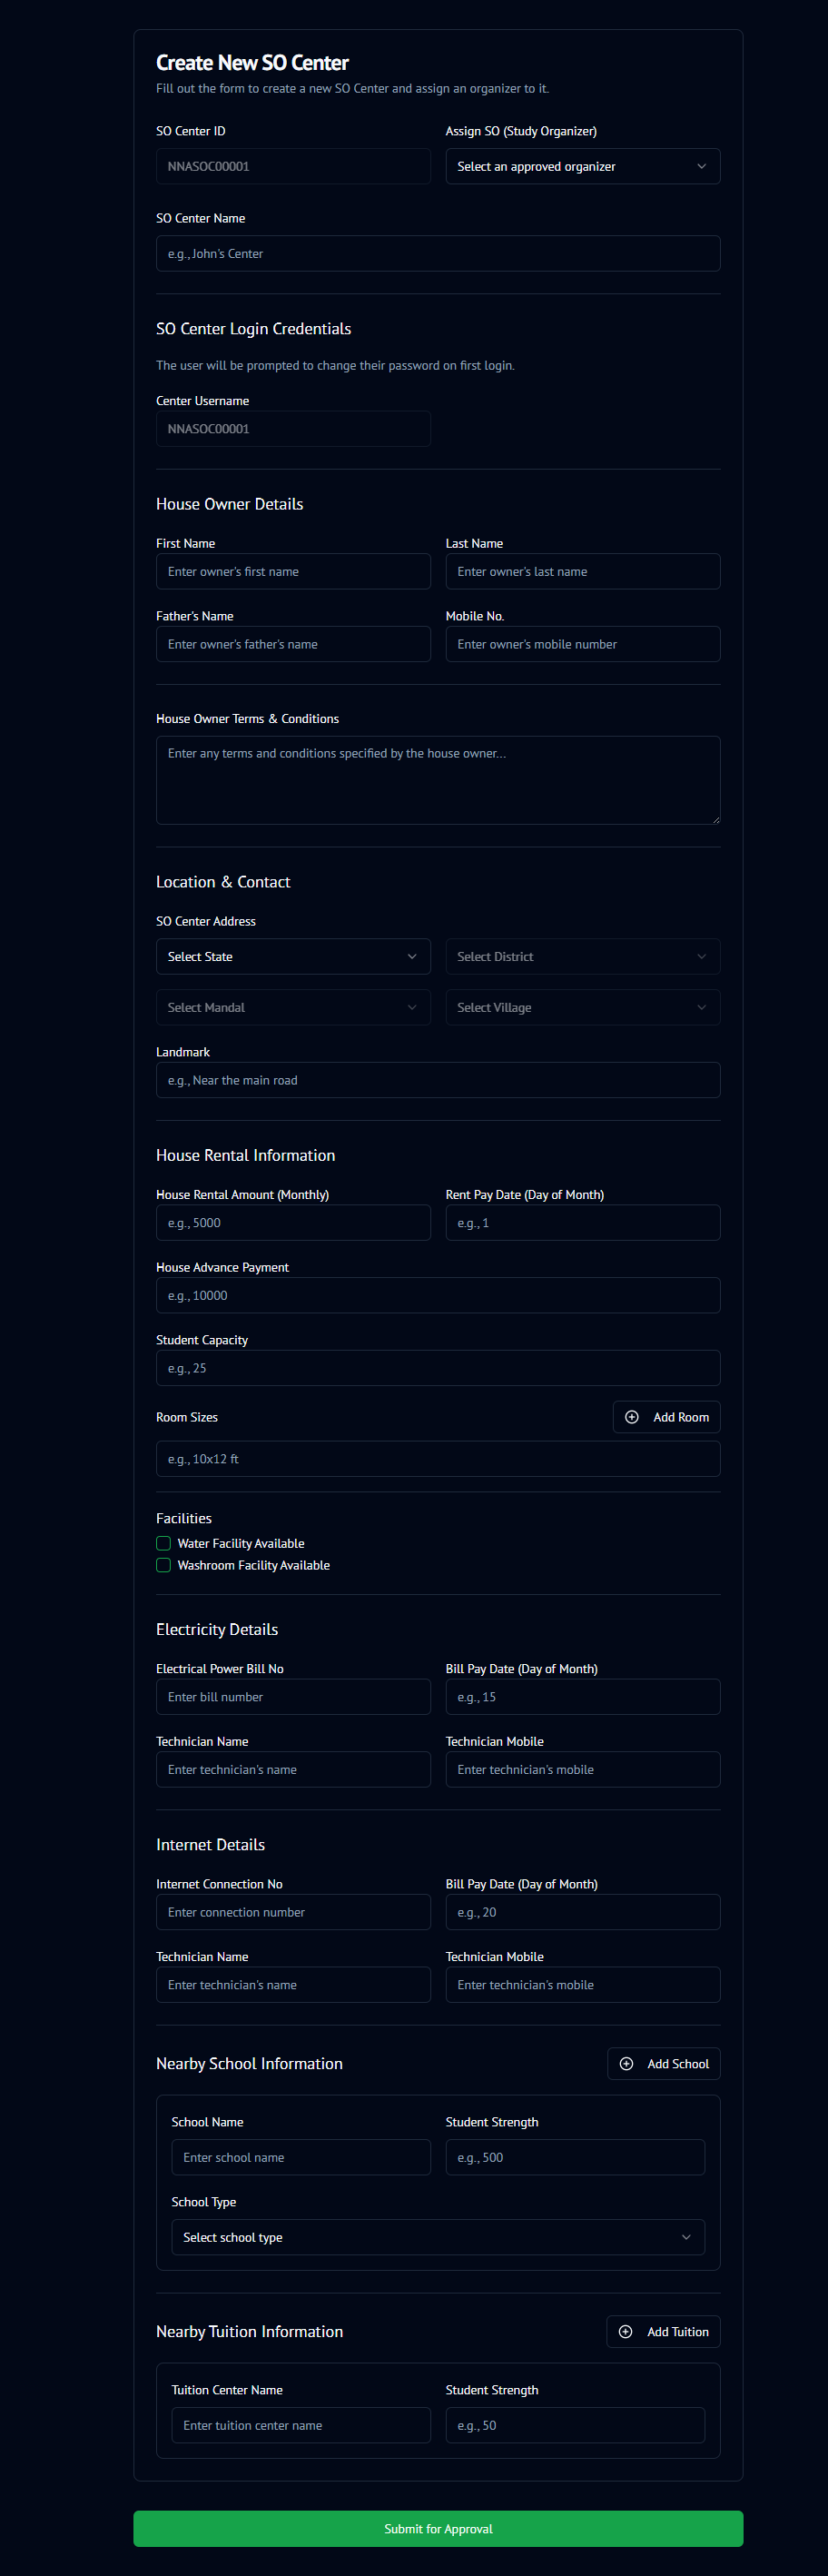 Create New SO Center
Fill out the form to create a new SO Center and assign an organizer to it.
SO Center ID
Assign SO (Study Organizer)
NNASOC00001
Select an approved organizer
SO Center Name
e.g., John's Center
SO Center Login Credentials
The user will be prompted to change their password on first login.
Center Username
NNASOC00001
House Owner Details
First Name
Last Name
Enter owner's first name
Enter owner's last name
Father's Name
Mobile No.
Enter owner's father's name
Enter owner's mobile number
House Owner Terms & Conditions
Enter any terms and conditions specified by the house owner...
Location & Contact
SO Center Address
Select State
Select District
Select Mandal
Select Village
Landmark
e.g., Near the main road
House Rental Information
House Rental Amount (Monthly)
Rent Pay Date (Day of Month)
e.g., 5000
e.g., 1
House Advance Payment
e.g., 10000
Student Capacity
e.g., 25
Room Sizes
Add Room
e.g., 10x12 ft
Facilities
Water Facility Available
Washroom Facility Available
Electricity Details
Electrical Power Bill No
Bill Pay Date (Day of Month)
Enter bill number
e.g., 15
Technician Name
Technician Mobile
Enter technician's name
Enter technician's mobile
Internet Details
Internet Connection No
Bill Pay Date (Day of Month)
Enter connection number
e.g., 20
Technician Name
Technician Mobile
Enter technician's name
Enter technician's mobile
Nearby School Information
Add School
School Name
Student Strength
Enter school name
e.g., 500
School Type
Select school type
Nearby Tuition Information
Add Tuition
Tuition Center Name
Student Strength
Enter tuition center name
e.g., 50
Submit for Approval